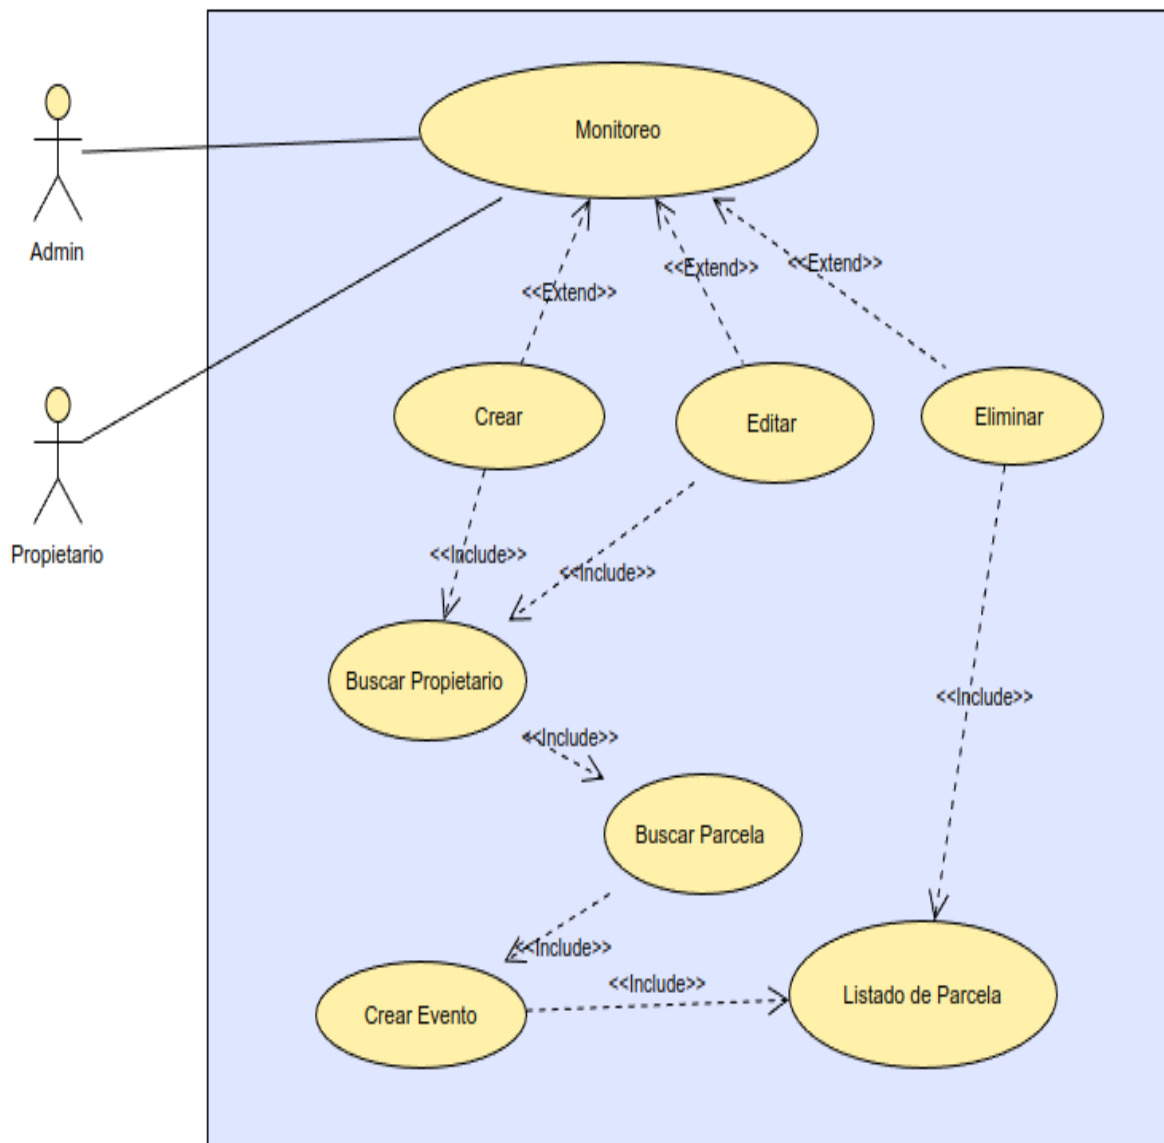 Monitoreo
Admin
<<Extend>>
<<Extend>>
<<Extend>>
Crear
Editar
Eliminar
Propietario
<<Include>>
<<Include>>
Buscar Propietario
<<Include>>
<<Include>>
Buscar Parcela
<<Include>>
<<Include>>
Listado de Parcela
Crear Evento